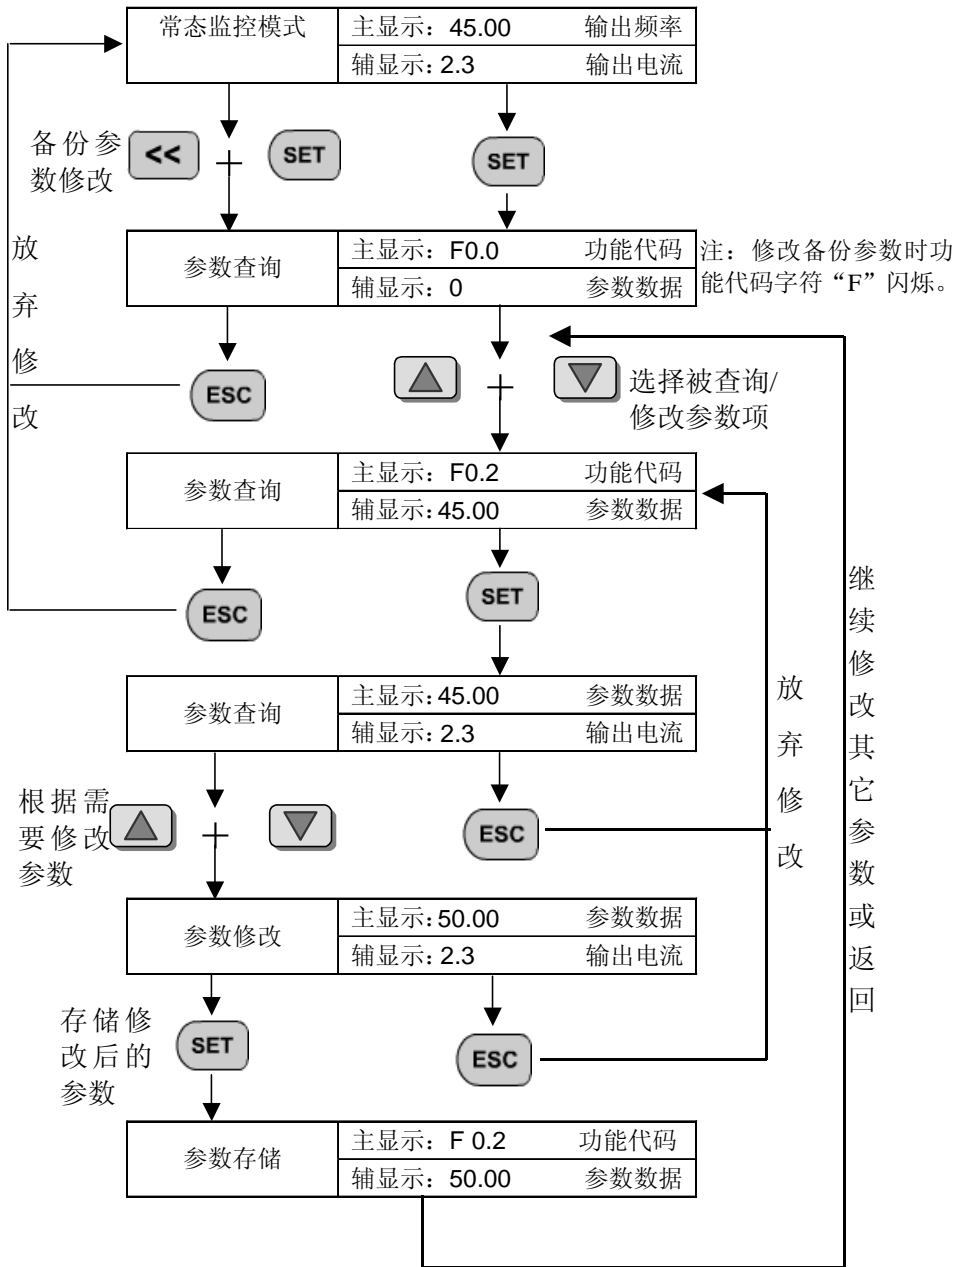 常态监控模式
主显示：45.00 输出频率
辅显示：2.3 输出电流
备份参
数修改
<<
+
SET
SET
放弃修改
参数查询
主显示：F0.0 功能代码
辅显示：0 参数数据
注：修改备份参数时功
能代码字符“F”闪烁。
ESC
+
选择被查询/
修改参数项
参数查询
主显示：F0.2 功能代码
辅显示：45.00 参数数据
ESC
SET
参数查询
主显示：45.00 参数数据
辅显示：2.3 输出电流
根据需
要修改
参数
+
ESC
放弃修改
继续修改其它参数或返回
参数修改
主显示：50.00 参数数据
辅显示：2.3 输出电流
存储修
改后的
参数
SET
ESC
参数存储
主显示：F 0.2 功能代码
辅显示：50.00 参数数据